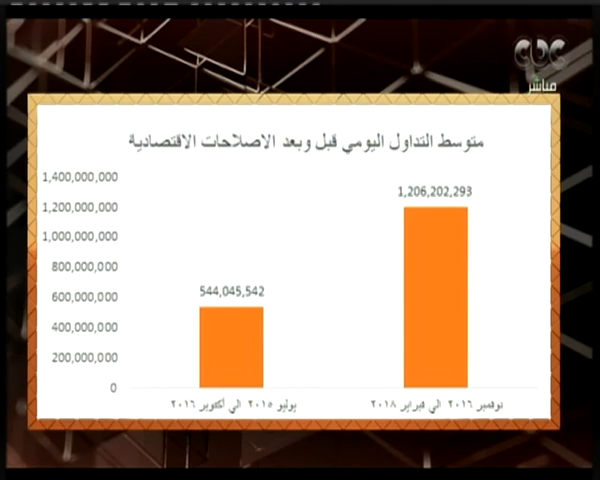 cbc
مباشر
متوسط التداول اليومي قبل وبعد الاصلاحات الاقتصادية
1,400,000,000
1,200,000,000
1,000,000,000
800,000,000
600,000,000
400,000,000
200,000,000
0
544,045,542
1,206,202,293
يوليو ٢٠١٥ الي أكتوبر ٢٠١٦
نوفمبر ٢٠١٦ الي فبراير ٢٠١٨